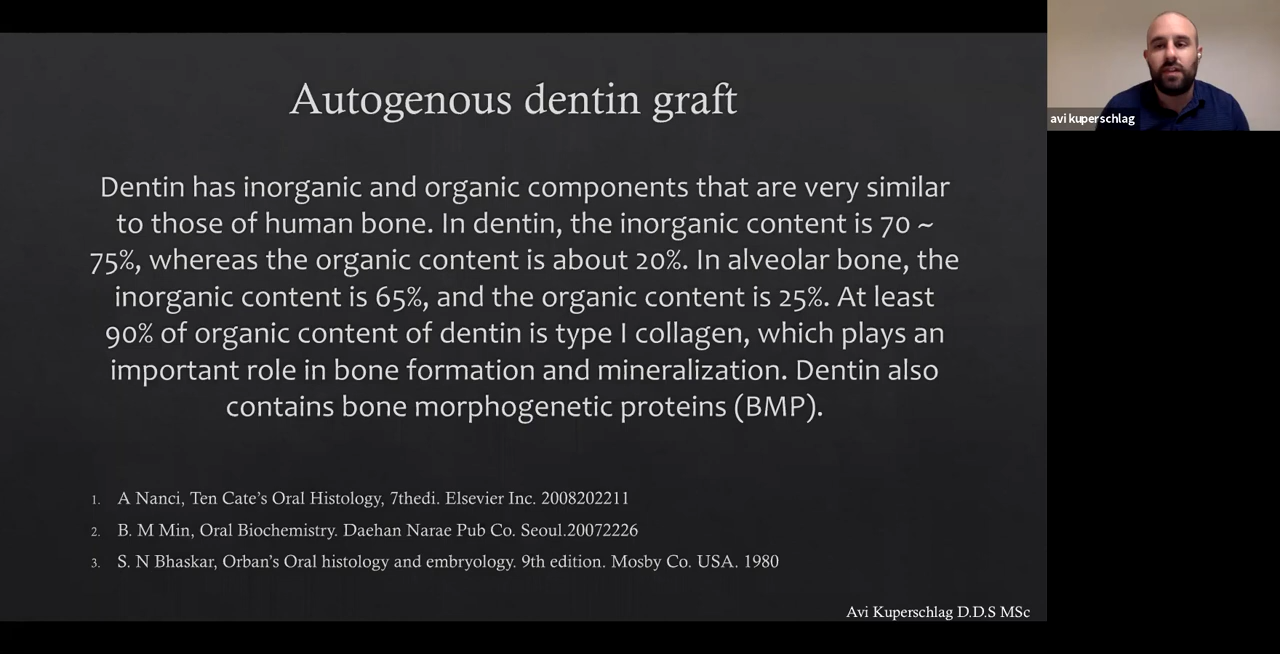 Autogenous dentin graft
Dentin has inorganic and organic components that are very similar
to those of human bone. In dentin, the inorganic content is 70 ~
75%, whereas the organic content is about 20%. In alveolar bone, the
inorganic content is 65%, and the organic content is 25%. At least
90% of organic content of dentin is type I collagen, which plays an
important role in bone formation and mineralization. Dentin also
contains bone morphogenetic proteins (BMP).
1. A Nanci, Ten Cate's Oral Histology, 7thedi. Elsevier Inc. 2008202211
2. B. M Min, Oral Biochemistry. Daehan Narae Pub Co. Seoul.20072226
3. S. N Bhaskar, Orban's Oral histology and embryology. 9th edition. Mosby Co. USA. 1980
Avi Kuperschlag D.D.S MSc
avi kuperschlag